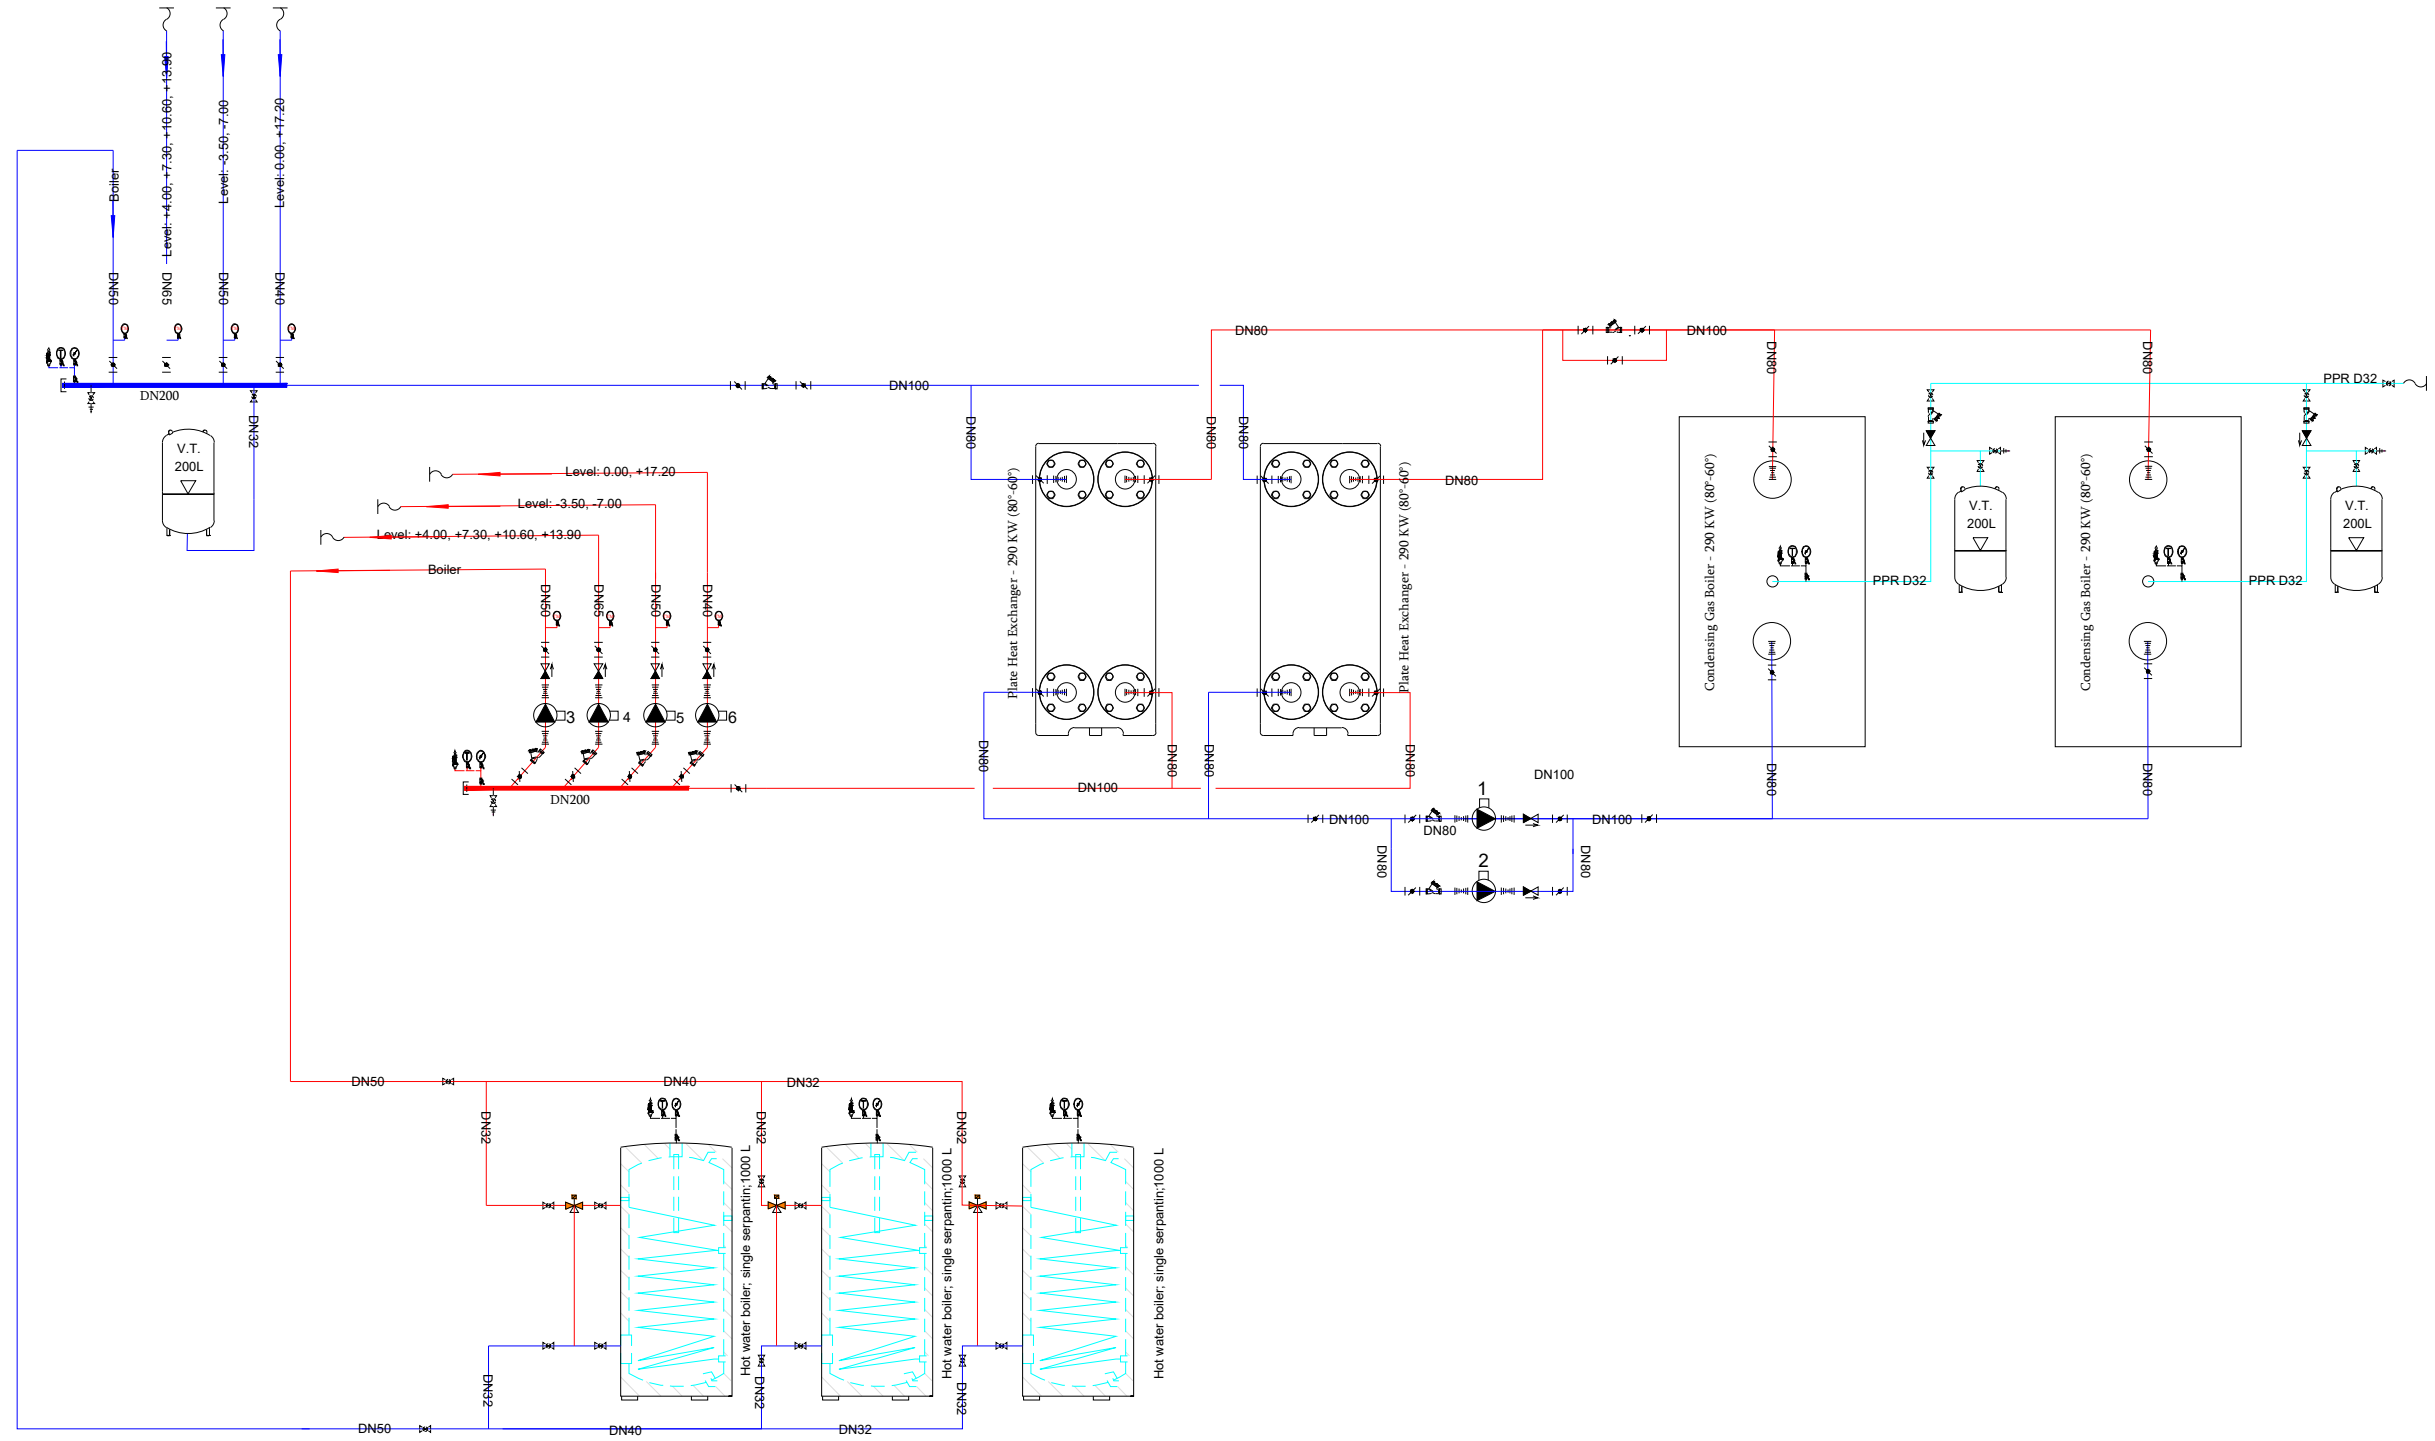 Boiler
Level: +4.00, +7.30, +10.60, +13.90
Level: -3.50, -7.00
Level: 0.00, +17.20
DN50
DN65
DN50
DN40
DN200
DN32
V.T.
200L
DN100
DN80
DN80
DN80
DN80
DN80
DN100
DN80
DN80
PPR D32
Level: 0.00, +17.20
Level: -3.50, -7.00
Level: +4.00, +7.30, +10.60, +13.90
Boiler
DN50
DN65
DN50
DN40
3
4
5
6
DN200
Plate Heat Exchanger - 290 KW (80°-60°)
Plate Heat Exchanger - 290 KW (80°-60°)
Condensing Gas Boiler - 290 KW (80°-60°)
Condensing Gas Boiler - 290 KW (80°-60°)
PPR D32
V.T.
200L
PPR D32
V.T.
200L
DN80
DN80
DN80
DN80
DN100
DN100
DN80
DN80
1
DN100
DN80
DN100
2
DN80
DN80
DN50
DN40
DN32
DN32
DN32
DN32
Hot water boiler; single serpantin;1000 L
Hot water boiler; single serpantin;1000 L
Hot water boiler; single serpantin;1000 L
DN32
DN32
DN32
DN50
DN40
DN32